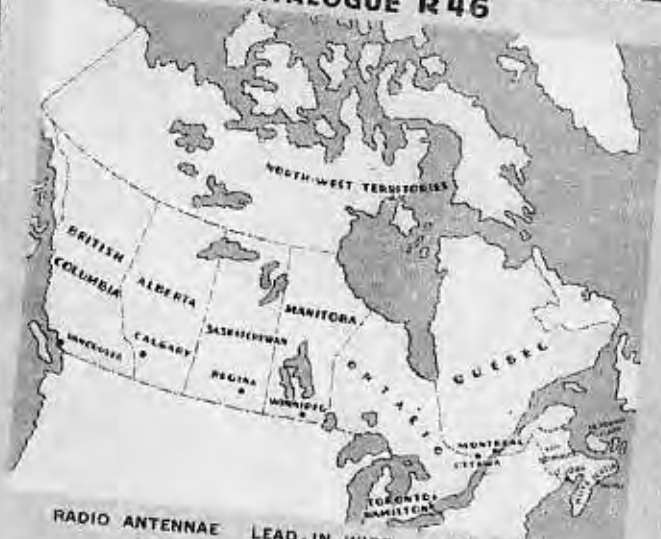 CATALOGUE R46
NORTH-WEST TERRITORIES
BRITISH
COLUMBIA
ALBERTA
SASKATCHEWAN
MANITOBA
ONTARIO
QUEBEC
VANCOUVER
CALGARY
REGINA
WINNIPEG
MONTREAL
OTTAWA
TORONTO
HAMILTON
RADIO ANTENNAE LEAD-IN